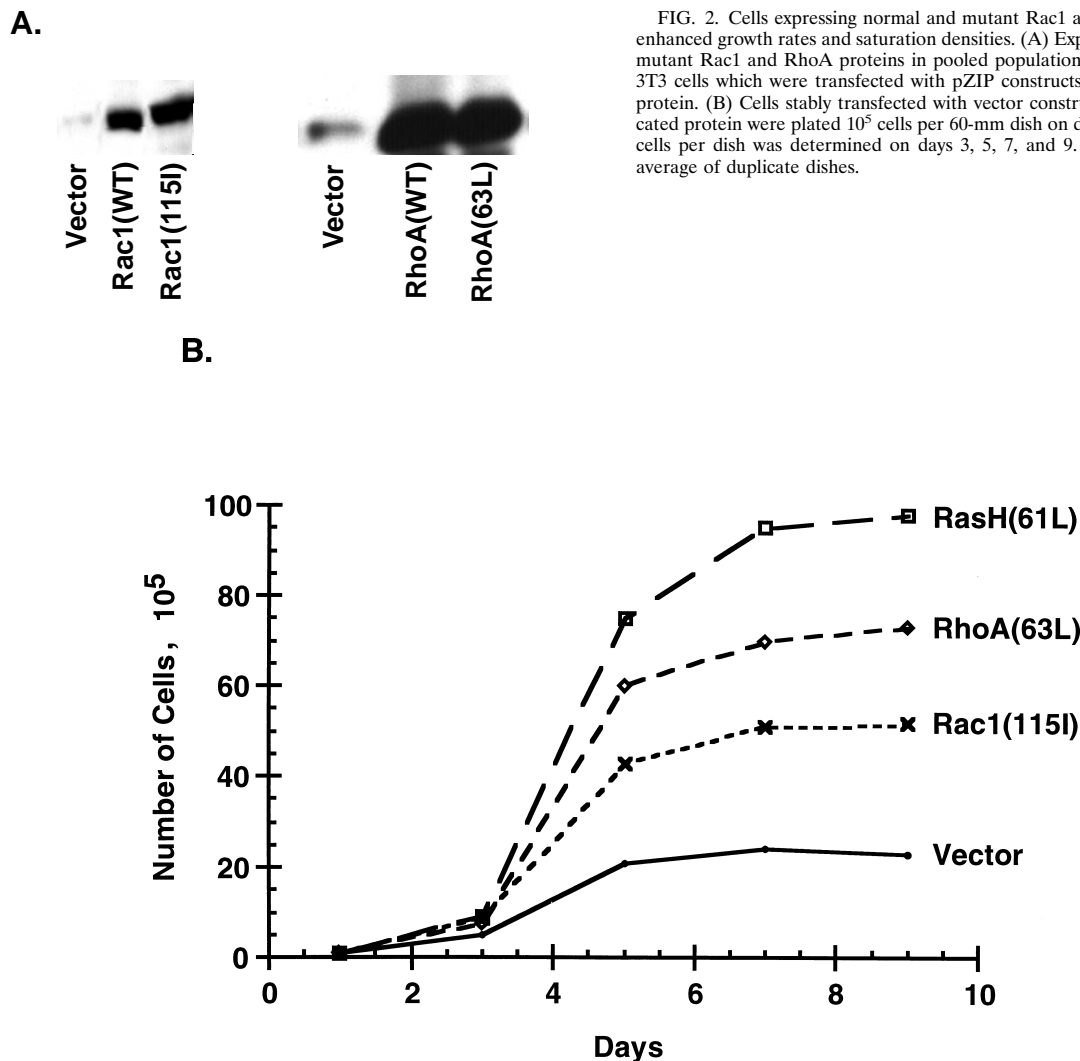 A.
FIG. 2. Cells expressing normal and mutant Rac1 a
enhanced growth rates and saturation densities. (A) Exp
mutant Rac1 and RhoA proteins in pooled population
3T3 cells which were transfected with pZIP constructs
protein. (B) Cells stably transfected with vector constru
cated protein were plated 10⁵ cells per 60-mm dish on d
cells per dish was determined on days 3, 5, 7, and 9.
average of duplicate dishes.
Vector
Rac1(WT)
Rac1(115I)
Vector
RhoA(WT)
RhoA(63L)
B.
Number of Cells, 10⁵
100
80
60
40
20
0
RasH(61L)
RhoA(63L)
Rac1(115I)
Vector
0 2 4 6 8 10
Days